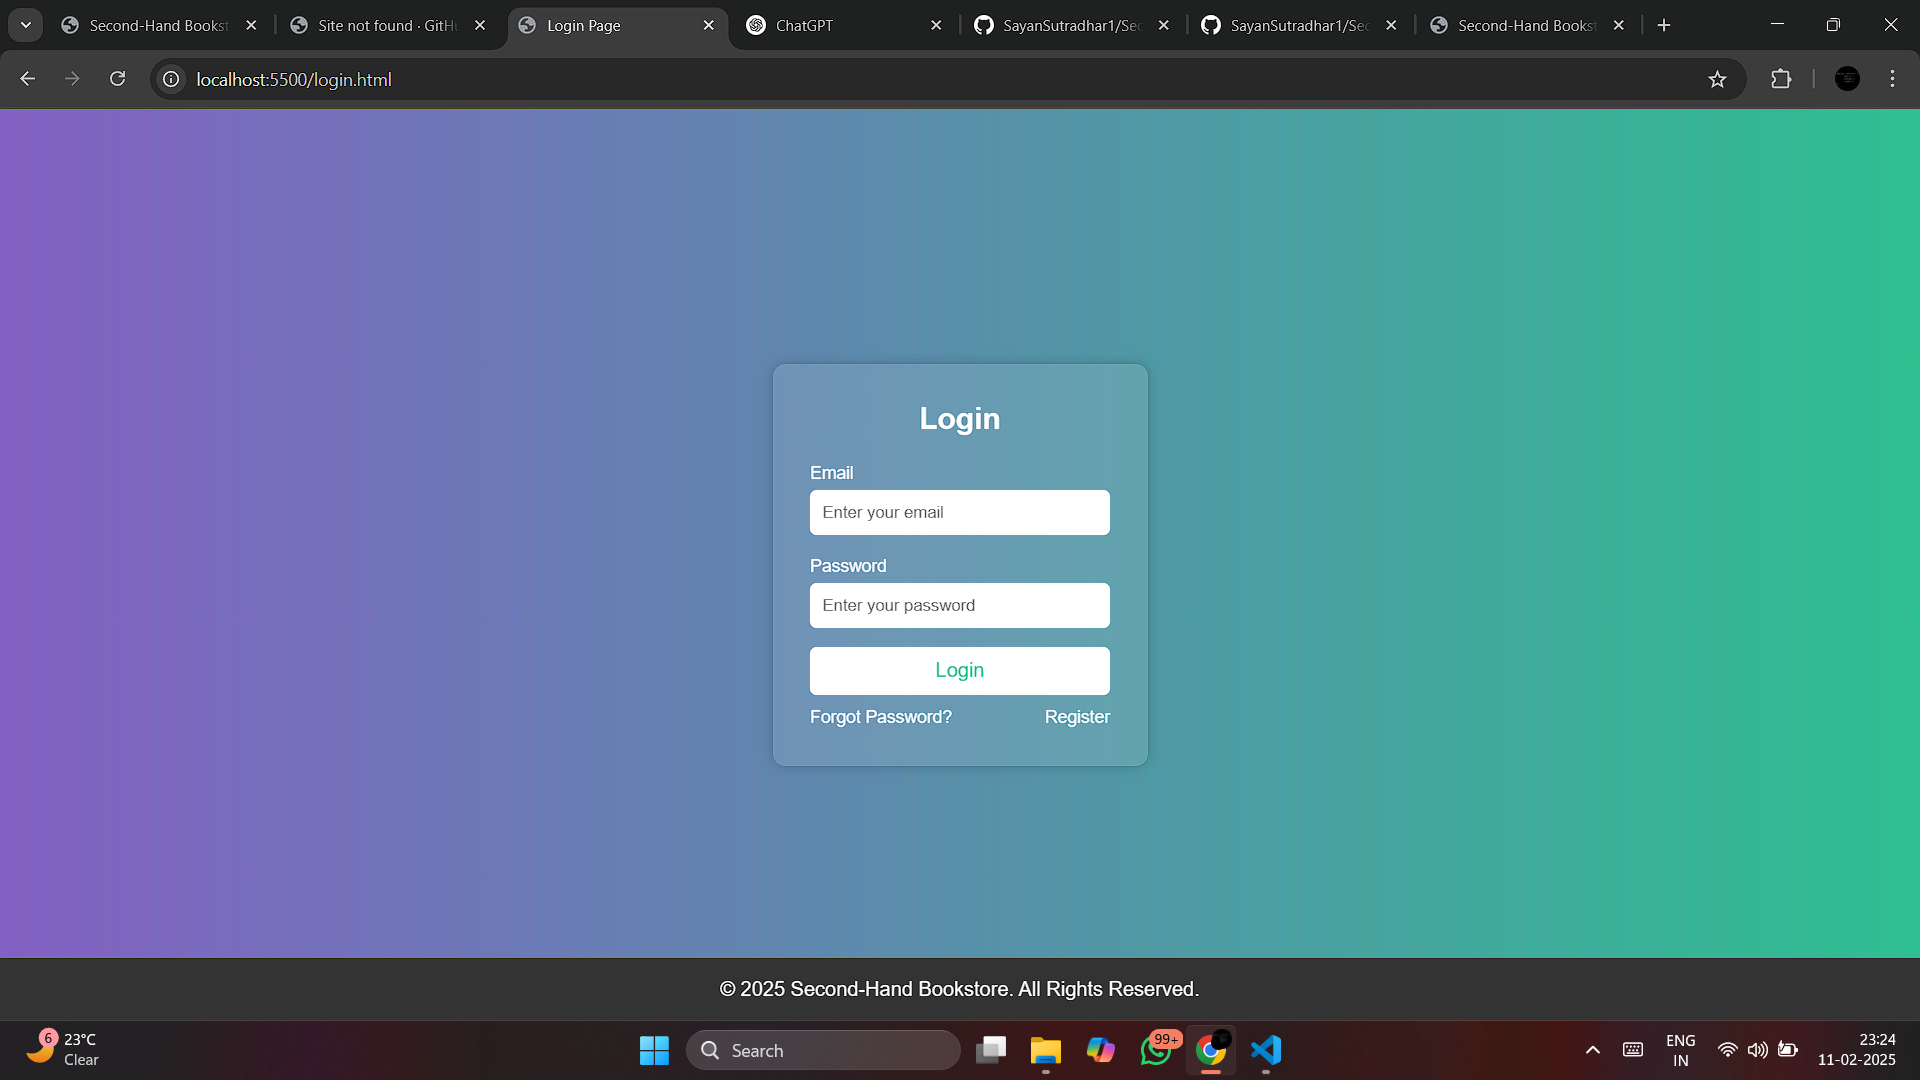 Second-Hand Bookst
Site not found · GitHu
Login Page
ChatGPT
SayanSutradhar1/Sec
SayanSutradhar1/Sec
Second-Hand Bookst
localhost:5500/login.html
Login
Email
Enter your email
Password
Enter your password
Login
Forgot Password? Register
© 2025 Second-Hand Bookstore. All Rights Reserved.
6
23°C
Clear
Search
99+
ENG
IN
23:24
11-02-2025